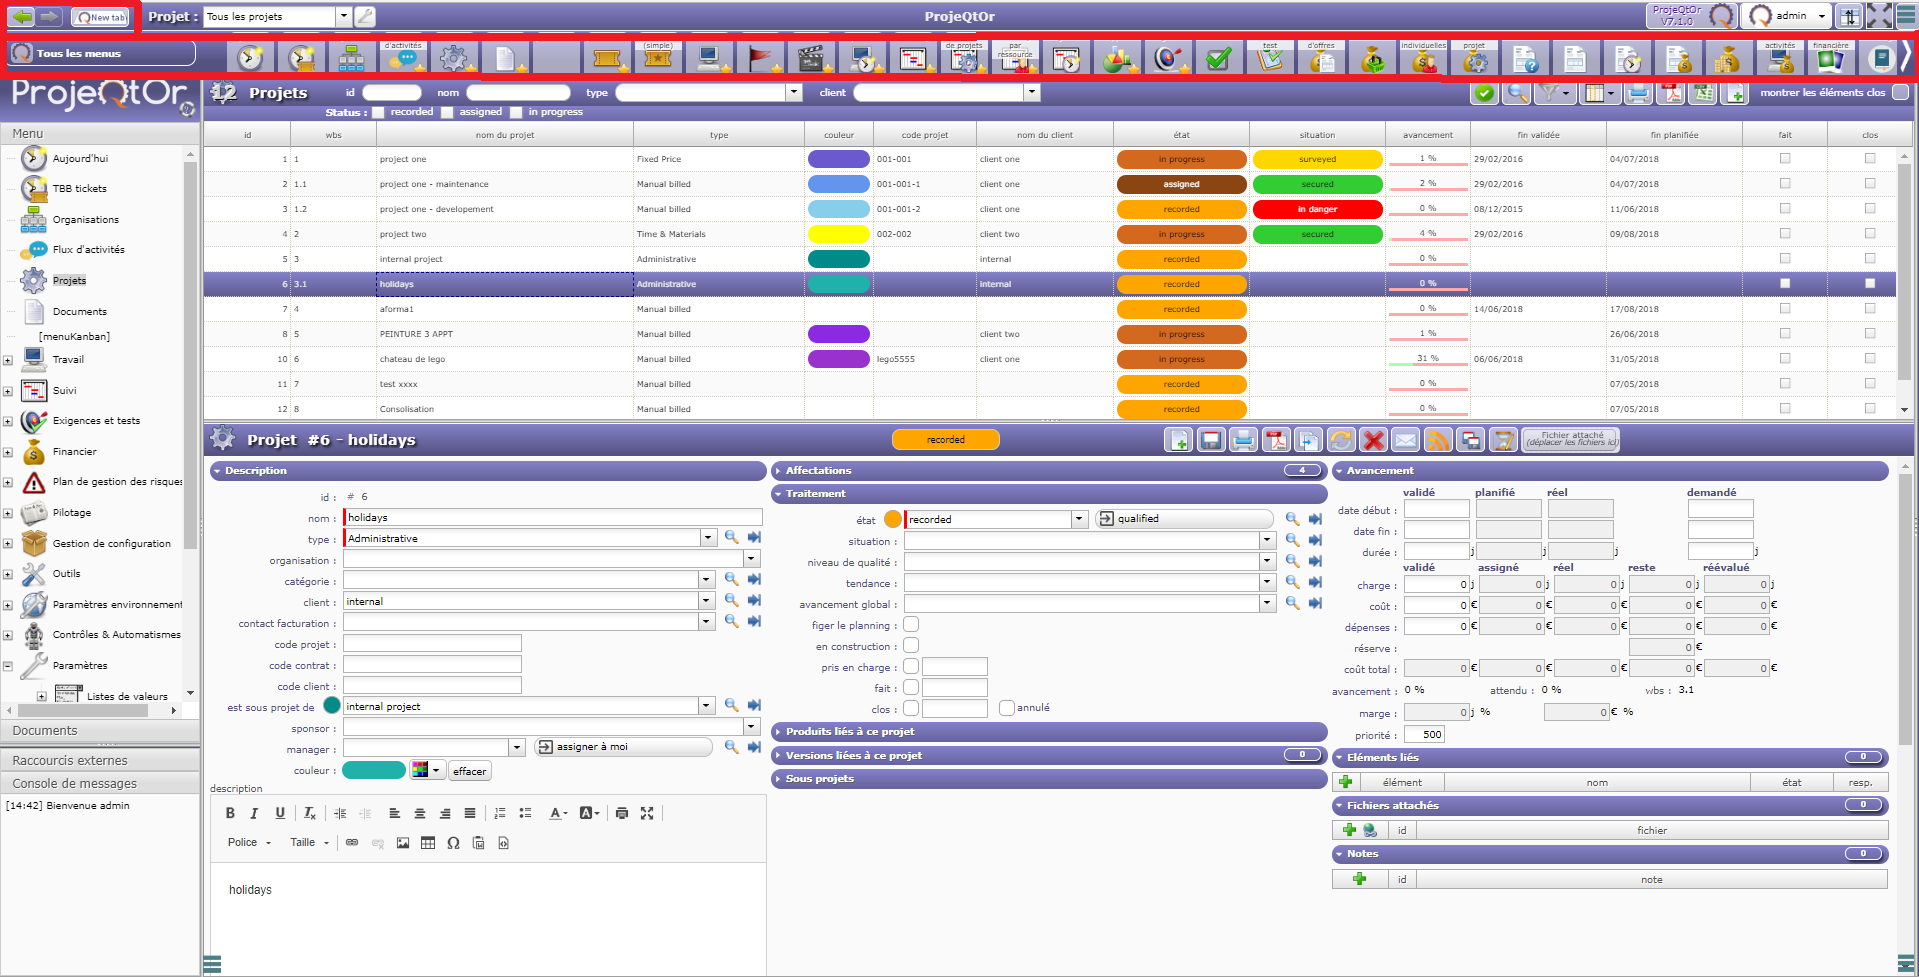 New tab
Projet : Tous les projets
ProjeQtOr
ProjeQtOr V7.1.0
admin
Tous les menus
d'activités
(simple)
de projets
par ressource
test
d'offres
individuelles
projet
activités
financière
ProjeQtOr
12 Projets
id
nom
type
client
montrer les éléments clos
Status : recorded assigned in progress
id wbs nom du projet type couleur code projet nom du client état situation avancement fin validée fin planifiée fait clos
1 1 project one Fixed Price 001-001 client one in progress surveyed 1 % 29/02/2016 04/07/2018
2 1.1 project one - maintenance Manual billed 001-001-1 client one assigned secured 2 % 29/02/2016 04/07/2018
3 1.2 project one - developement Manual billed 001-001-2 client one recorded in danger 0 % 08/12/2015 11/06/2018
4 2 project two Time & Materials 002-002 client two in progress secured 4 % 29/02/2016 09/08/2018
5 3 internal project Administrative internal recorded 0 %
6 3.1 holidays Administrative internal recorded 0 %
7 4 aforma1 Manual billed recorded 0 % 14/06/2018 17/08/2018
8 5 PEINTURE 3 APPT Manual billed client two in progress 1 % 26/06/2018
10 6 chateau de lego Manual billed lego5555 client one in progress 31 % 06/06/2018 31/05/2018
11 7 test xxxx Manual billed recorded 0 % 07/05/2018
12 8 Consolisation Manual billed recorded 0 % 07/05/2018
Menu
Aujourd'hui
TBB tickets
Organisations
Flux d'activités
Projets
Documents
[menuKanban]
Travail
Suivi
Exigences et tests
Financier
Plan de gestion des risques
Pilotage
Gestion de configuration
Outils
Paramètres environnement
Contrôles & Automatismes
Paramètres
Listes de valeurs
Documents
Raccourcis externes
Console de messages
[14:42] Bienvenue admin
Projet #6 - holidays
recorded
Fichier attaché
(déplacer les fichiers ici)
Description
id : # 6
nom : holidays
type : Administrative
organisation :
catégorie :
client : internal
contact facturation :
code projet :
code contrat :
code client :
est sous projet de internal project
sponsor :
manager : assigner à moi
couleur : effacer
description
Police Taille
holidays
Affectations 4
Traitement
état recorded qualified
situation :
niveau de qualité :
tendance :
avancement global :
figer le planning :
en construction :
pris en charge :
fait :
clos : annulé
Produits liés à ce projet
Versions liées à ce projet 0
Sous projets
Avancement
validé planifié réel demandé
date début :
date fin :
durée : j j j j
validé assigné réel reste réévalué
charge : 0 j 0 j 0 j 0 j 0 j
coût : 0 € 0 € 0 € 0 € 0 €
dépenses : 0 € 0 € 0 € 0 € 0 €
réserve : 0 €
coût total : 0 € 0 € 0 € 0 € 0 €
avancement : 0 % attendu : 0 % wbs : 3.1
marge : 0 j % 0 € %
priorité : 500
Eléments liés 0
élément nom état resp.
Fichiers attachés 0
id fichier
Notes 0
id note